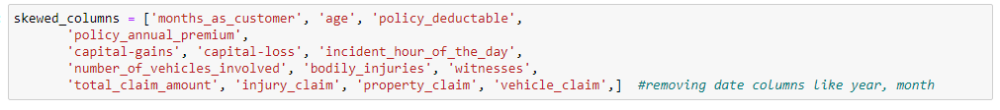 skewed_columns = ['months_as_customer', 'age', 'policy_deductable',
'policy_annual_premium',
'capital-gains', 'capital-loss', 'incident_hour_of_the_day',
'number_of_vehicles_involved', 'bodily_injuries', 'witnesses',
'total_claim_amount', 'injury_claim', 'property_claim', 'vehicle_claim',] #removing date columns like year, month